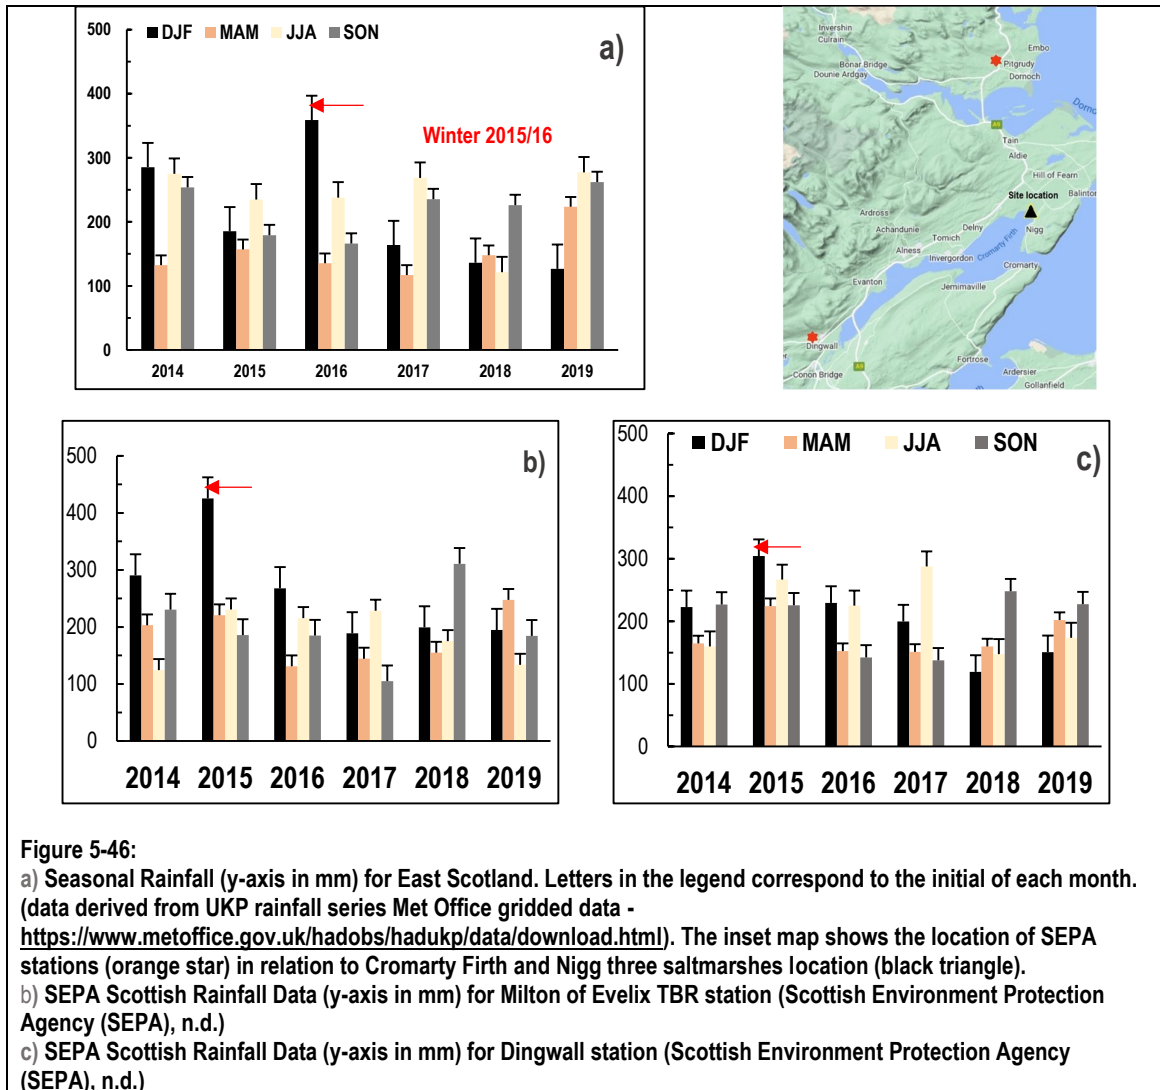 500
400
300
200
100
0
DJF MAM JJA SON
a)
Winter 2015/16
2014 2015 2016 2017 2018 2019
Invershin
Culrain
Bonar Bridge
Dounie Ardgay
Embo
Pitgrudy
Dornoch
Dornoc
A9
Tain
Aldie
Hill of Fearn
Site location
Balinto
Ardross
Achandunie
Delny
Nigg
Tomich
Alness
Invergordon
Cromarty Firth
Cromarty
Evanton
Jemimaville
Dingwall
Conon Bridge
A9
Fortrose
Ardersier
Gollanfield
500
400
300
200
100
0
b)
2014 2015 2016 2017 2018 2019
500
400
300
200
100
0
DJF MAM JJA SON
c)
2014 2015 2016 2017 2018 2019
Figure 5-46:
a) Seasonal Rainfall (y-axis in mm) for East Scotland. Letters in the legend correspond to the initial of each month.
(data derived from UKP rainfall series Met Office gridded data -
https://www.metoffice.gov.uk/hadobs/hadukp/data/download.html). The inset map shows the location of SEPA
stations (orange star) in relation to Cromarty Firth and Nigg three saltmarshes location (black triangle).
b) SEPA Scottish Rainfall Data (y-axis in mm) for Milton of Evelix TBR station (Scottish Environment Protection
Agency (SEPA), n.d.)
c) SEPA Scottish Rainfall Data (y-axis in mm) for Dingwall station (Scottish Environment Protection Agency
(SEPA), n.d.)